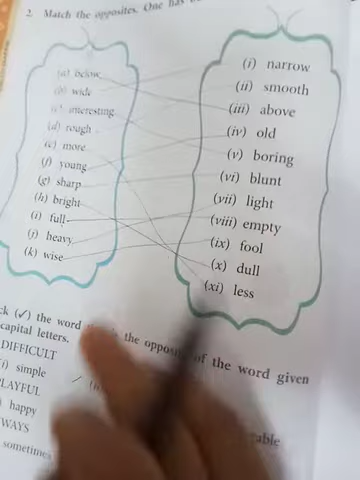 2. Match the opposites. One has
(a) below
(b) wide
(c) interesting
(d) rough
(e) more
(f) young
(g) sharp
(h) bright
(i) full
(j) heavy
(k) wise
(i) narrow
(ii) smooth
(iii) above
(iv) old
(v) boring
(vi) blunt
(vii) light
(viii) empty
(ix) fool
(x) dull
(xi) less
ck (✓) the word the opposite of the word given
capital letters.
DIFFICULT
(i) simple
LAYFUL
happy
WAYS
sometimes